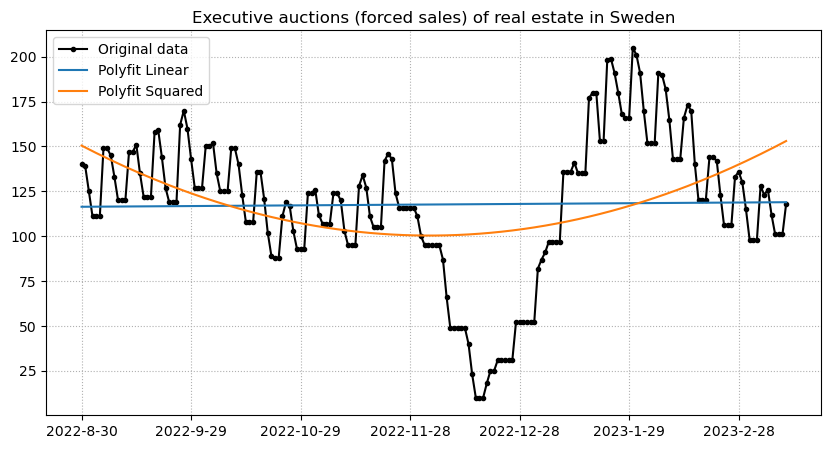 Executive auctions (forced sales) of real estate in Sweden
Original data
Polyfit Linear
Polyfit Squared
200
175
150
125
100
75
50
25
2022-8-30 2022-9-29 2022-10-29 2022-11-28 2022-12-28 2023-1-29 2023-2-28